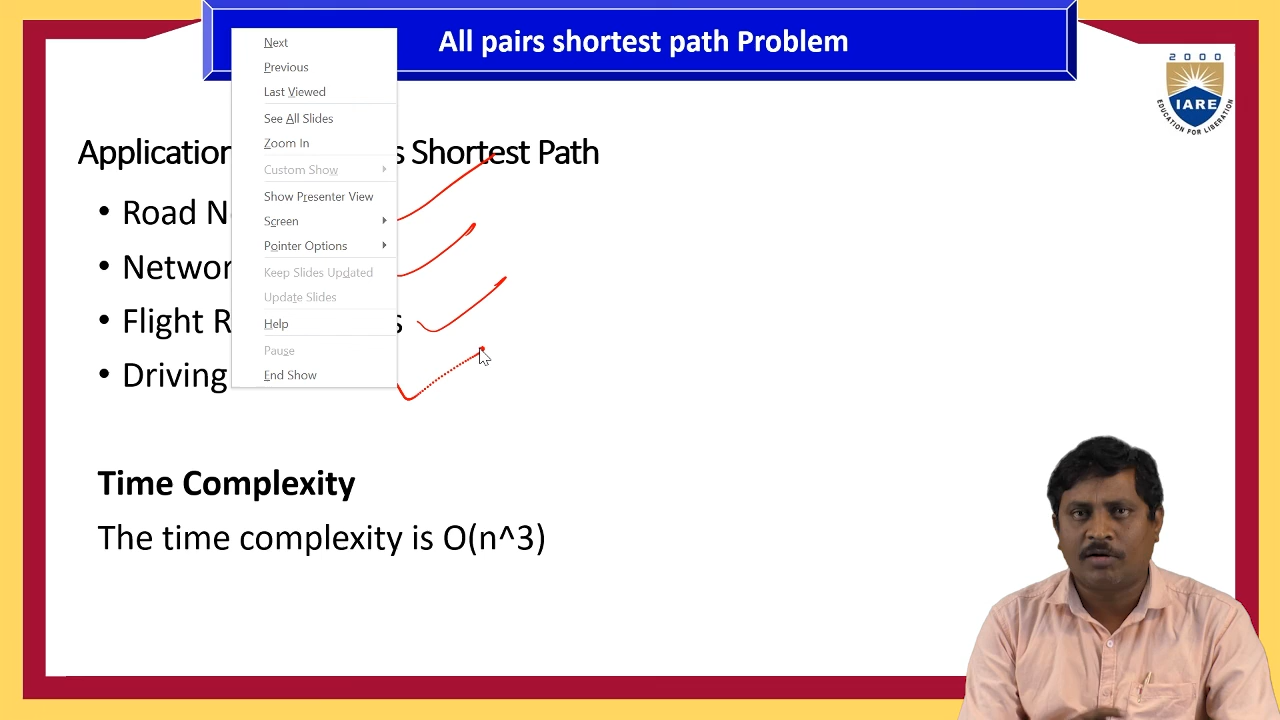 All pairs shortest path Problem
2000
IARE
EDUCATION FOR LIBERATION
Next
Previous
Last Viewed
See All Slides
Zoom In
Custom Show
Show Presenter View
Screen
Pointer Options
Keep Slides Updated
Update Slides
Help
Pause
End Show
s Shortest Path
• Road
•
• Flight
• Driving
Time Complexity
The time complexity is O(n^3)